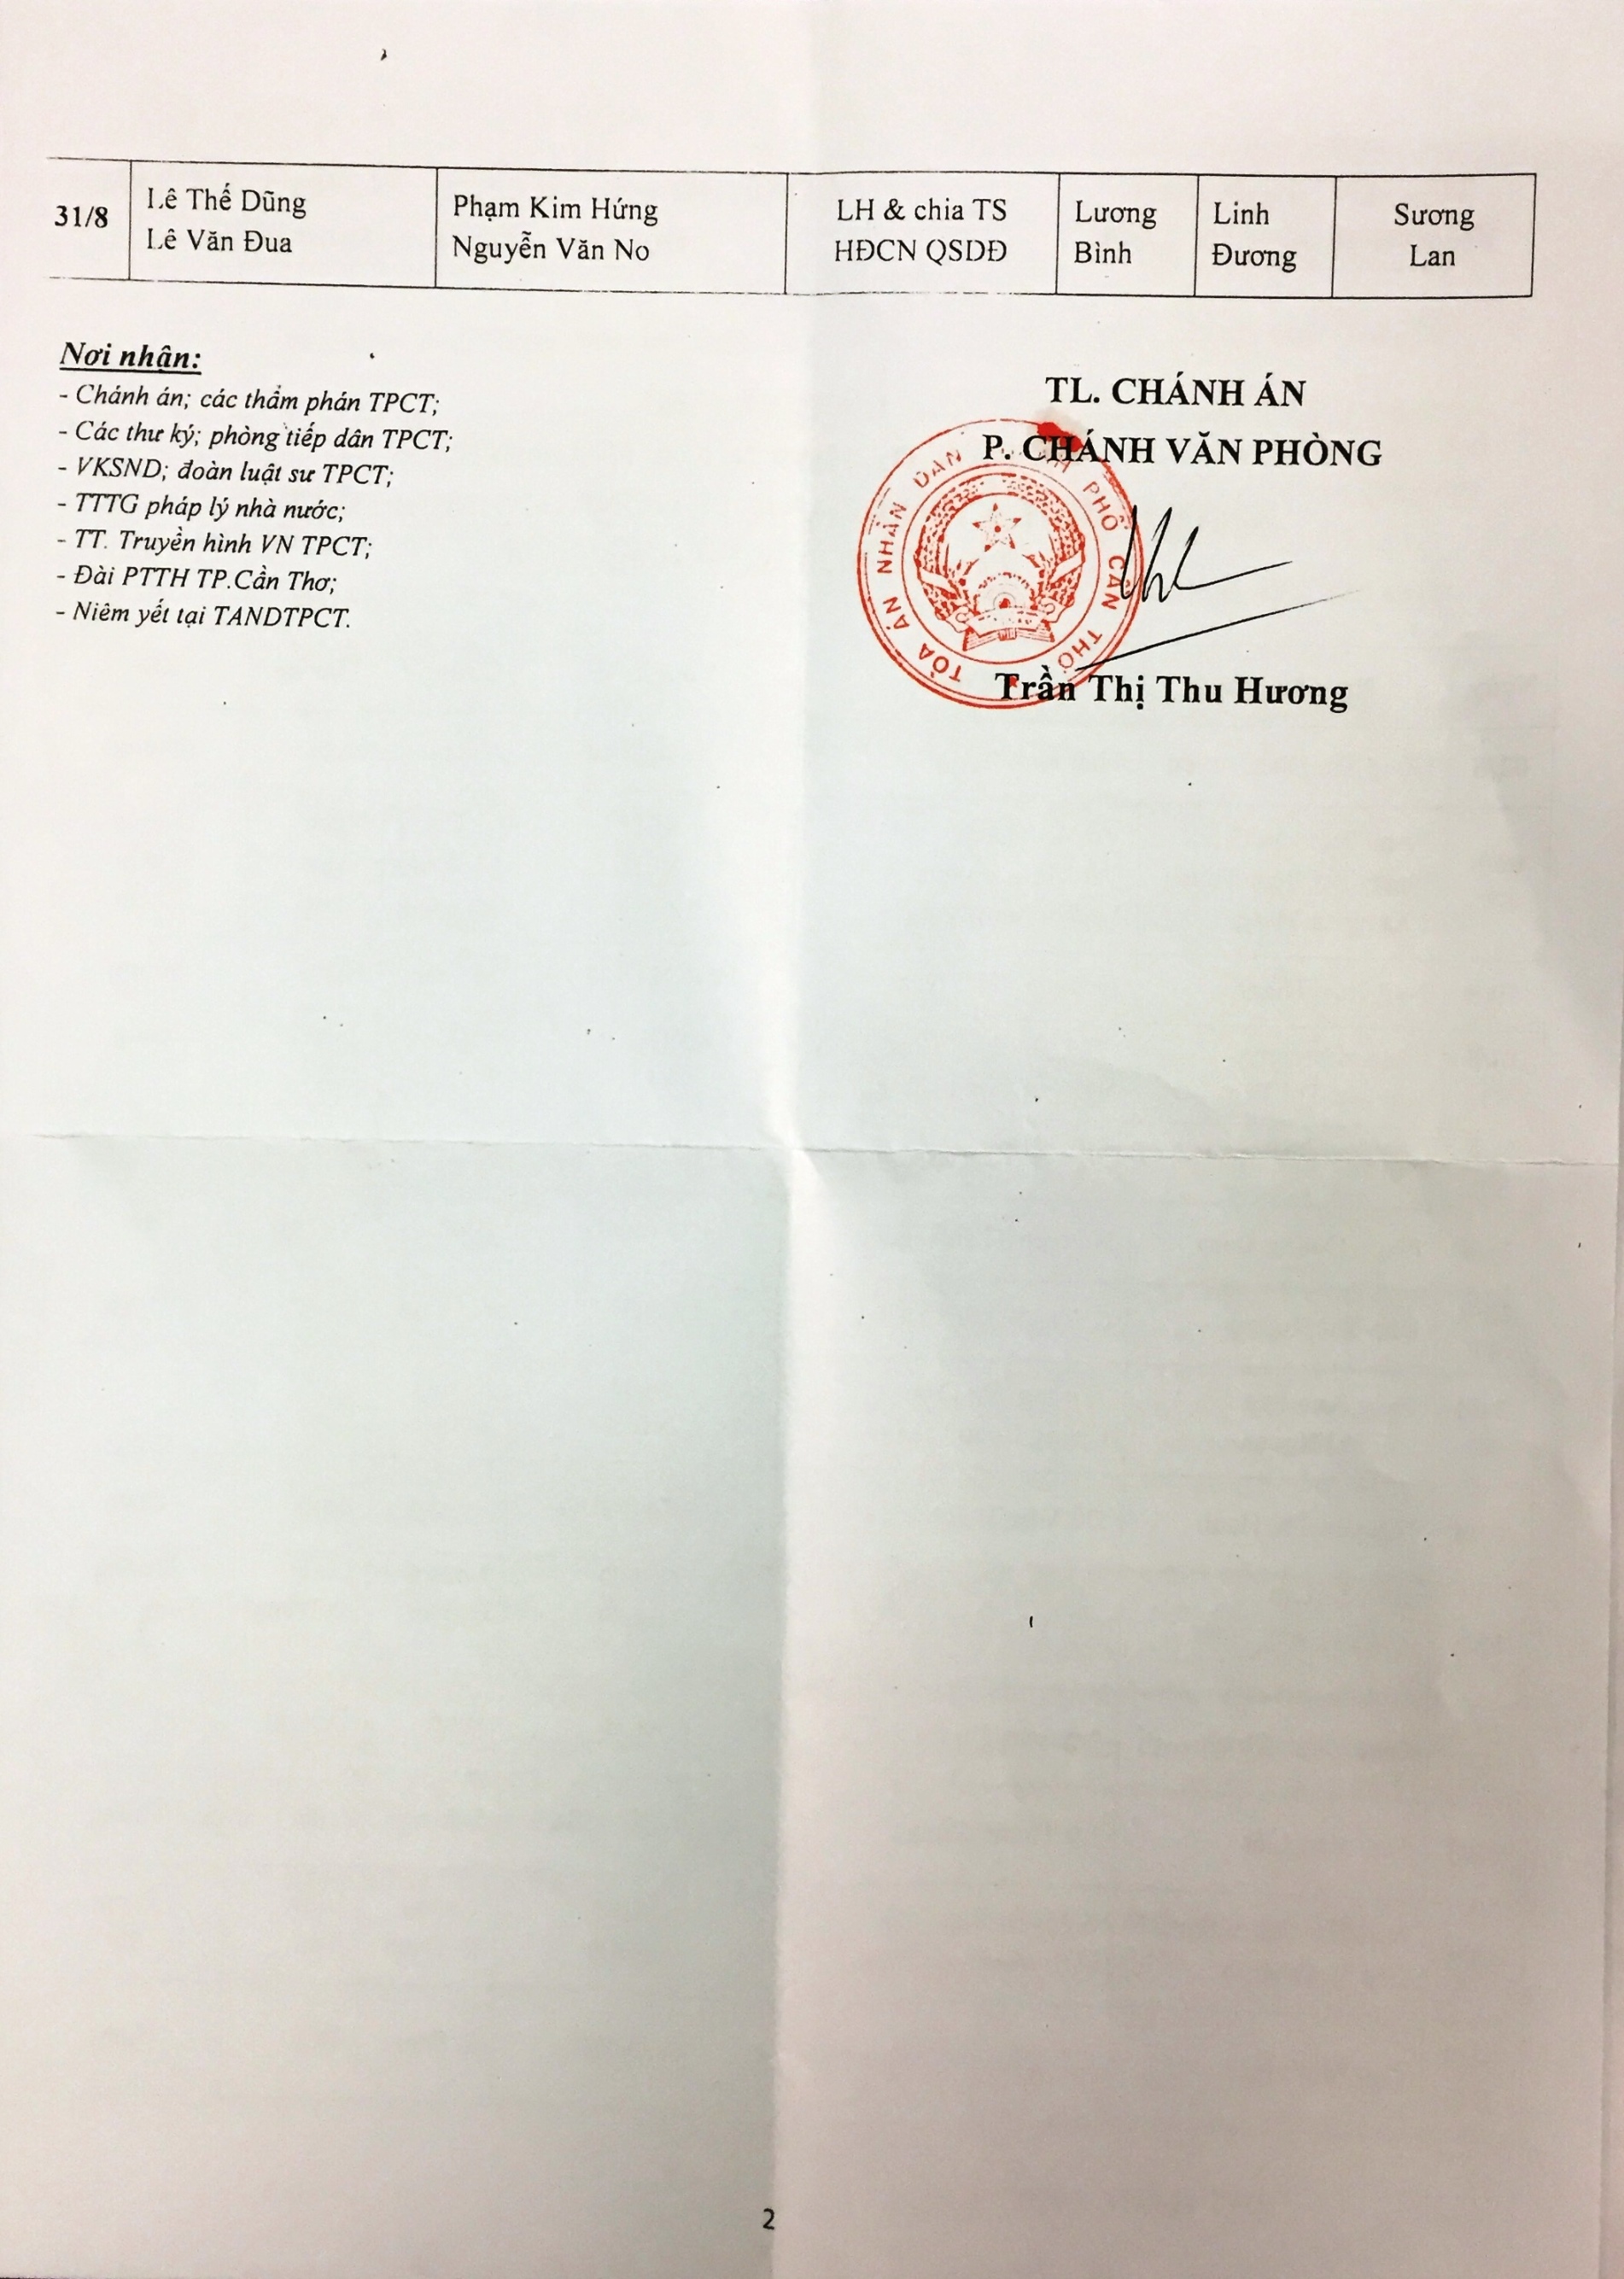 31/8 Lê Thế Dũng Phạm Kim Hứng LH & chia TS Lương Linh Sương
Lê Văn Đua Nguyễn Văn No HĐCN QSDĐ Bình Đương Lan
Nơi nhận:
- Chánh án; các thẩm phán TPCT;
- Các thư ký; phòng tiếp dân TPCT;
- VKSND; đoàn luật sư TPCT;
- TTTG pháp lý nhà nước;
- TT. Truyền hình VN TPCT;
- Đài PTTH TP.Cần Thơ;
- Niêm yết tại TANDTPCT.
TL. CHÁNH ÁN
P. CHÁNH VĂN PHÒNG
TÒA ÁN NHÂN DÂN PHỐ CẦN THƠ
Trần Thị Thu Hương
2